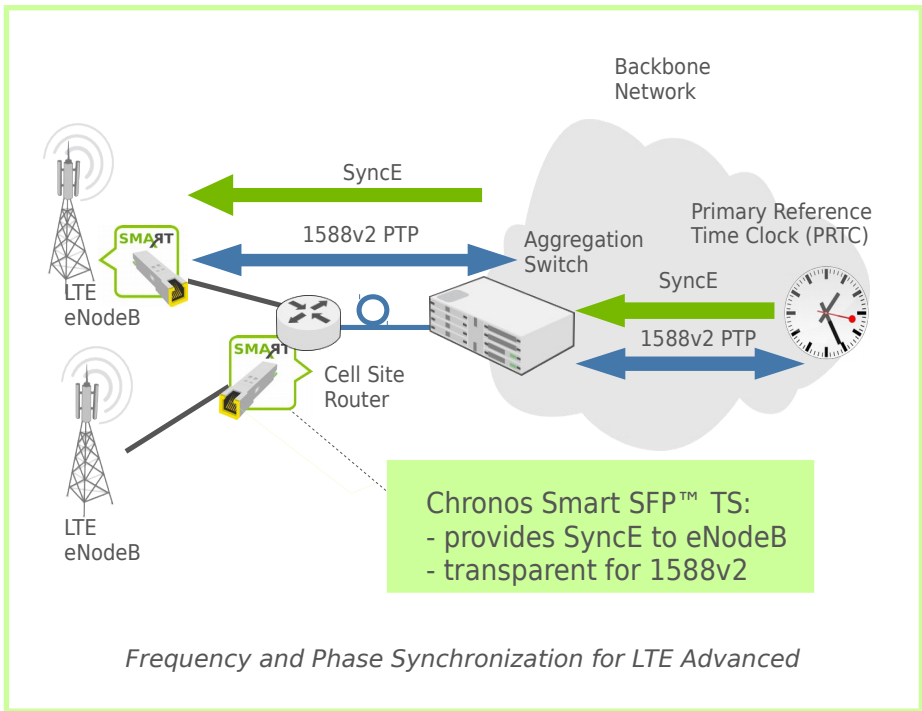 Backbone
Network
SyncE
1588v2 PTP
Aggregation
Switch
Primary Reference
Time Clock (PRTC)
SyncE
1588v2 PTP
SMART
LTE
eNodeB
SMART
Cell Site
Router
LTE
eNodeB
Chronos Smart SFP™ TS:
- provides SyncE to eNodeB
- transparent for 1588v2
Frequency and Phase Synchronization for LTE Advanced